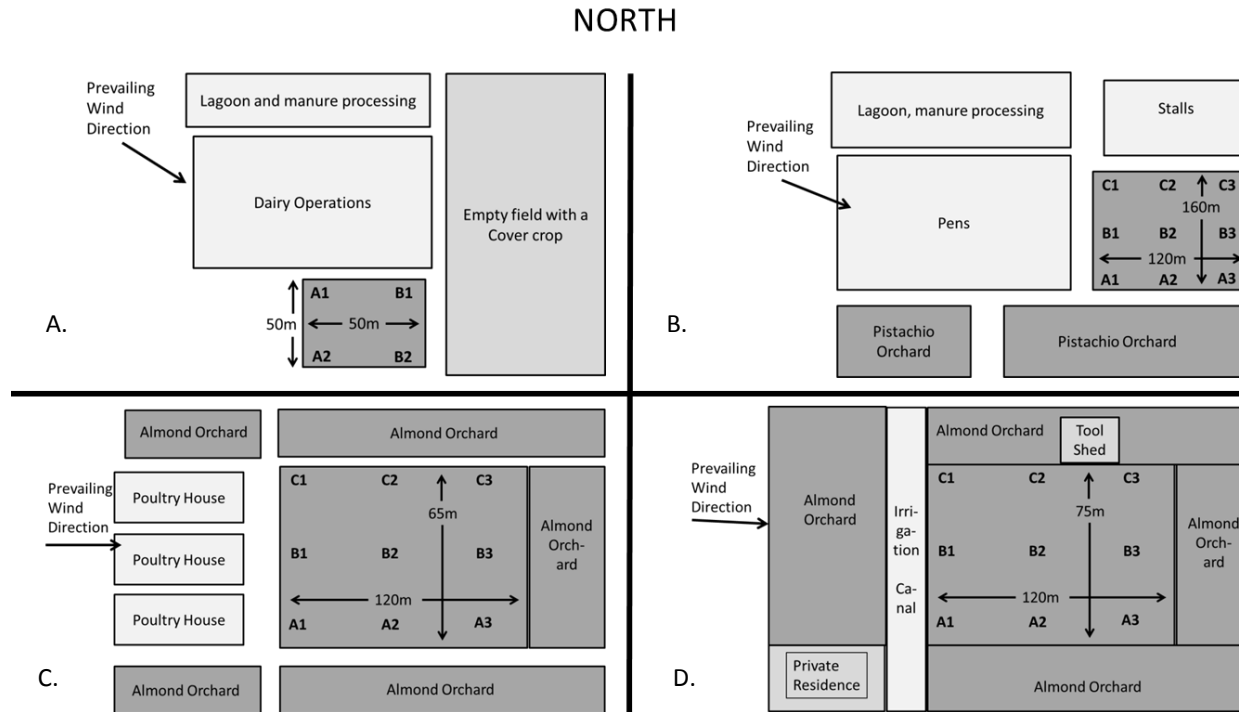 NORTH
Prevailing
Wind
Direction
Lagoon and manure processing
Dairy Operations
Empty field with a
Cover crop
A1
B1
50m
50m
A2
B2
A.
Prevailing
Wind
Direction
Lagoon, manure processing
Stalls
Pens
C1 C2 C3
160m
B1 B2 B3
120m
A1 A2 A3
B.
Pistachio
Orchard
Pistachio Orchard
Almond Orchard
Almond Orchard
Prevailing
Wind
Direction
Poultry House
Poultry House
Poultry House
C1 C2 C3
65m
B1 B2 B3
120m
A1 A2 A3
Almond
Orch-
ard
C.
Almond Orchard
Almond Orchard
Prevailing
Wind
Direction
Almond
Orchard
Irri-
ga-
tion
Ca-
nal
Almond Orchard
Tool
Shed
C1 C2 C3
75m
B1 B2 B3
120m
A1 A2 A3
Almond
Orch-
ard
Private
Residence
D.
Almond Orchard